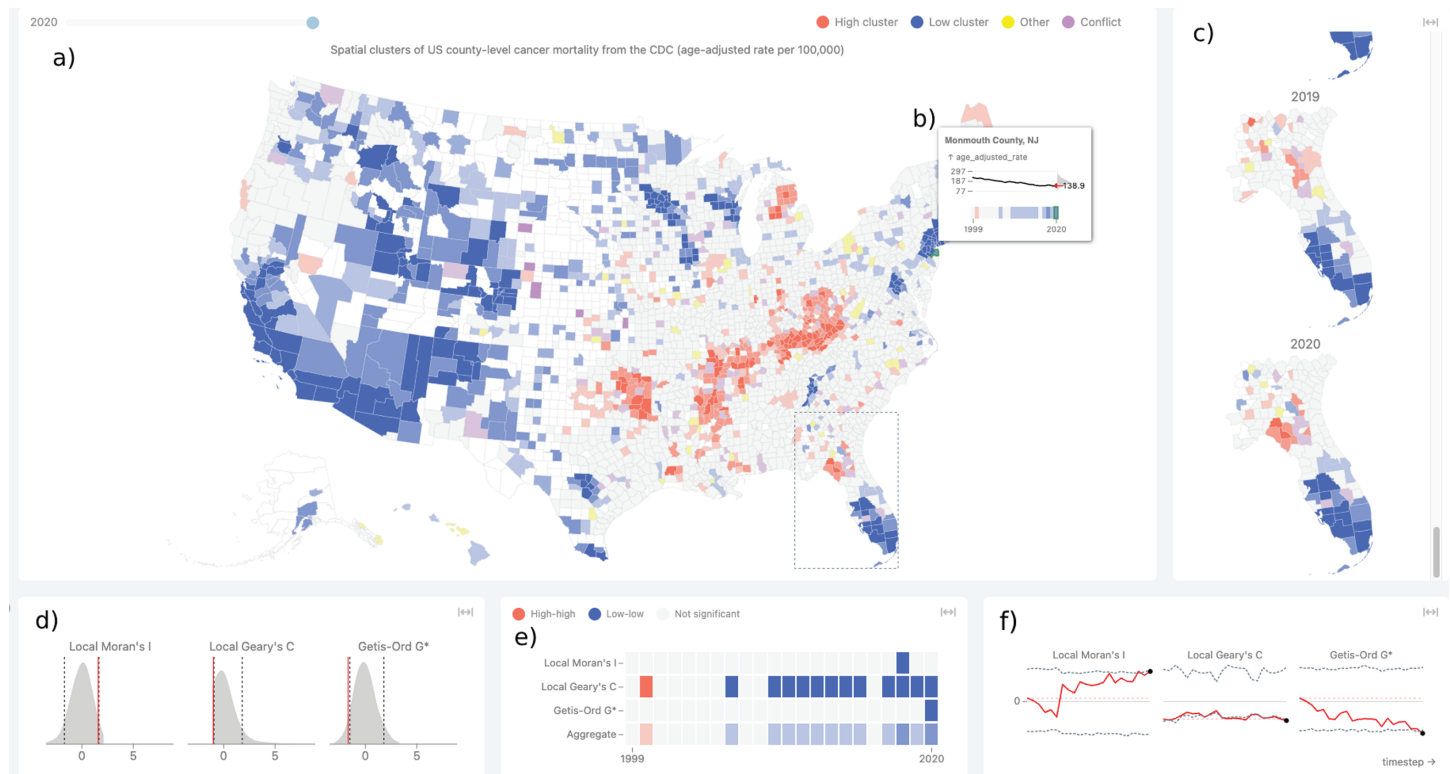 2020
High cluster
Low cluster
Other
Conflict
a)
Spatial clusters of US county-level cancer mortality from the CDC (age-adjusted rate per 100,000)
b)
Monmouth County, NJ
↑ age_adjusted_rate
297
187
77
138.9
1999
2020
c)
2019
2020
d)
Local Moran's I
Local Geary's C
Getis-Ord G*
0
5
0
5
0
5
High-high
Low-low
Not significant
e)
Local Moran's I
Local Geary's C
Getis-Ord G*
Aggregate
1999
2020
f)
Local Moran's I
Local Geary's C
Getis-Ord G*
0
timestep →